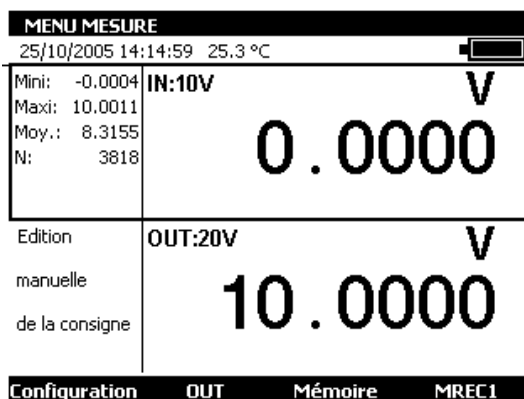 MENU MESURE
25/10/2005 14:14:59 25.3 °C
Mini: -0.0004
Maxi: 10.0011
Moy.: 8.3155
N: 3818
IN:10V
V
0.0000
Edition
manuelle
de la consigne
OUT:20V
V
10.0000
Configuration OUT Mémoire MREC1